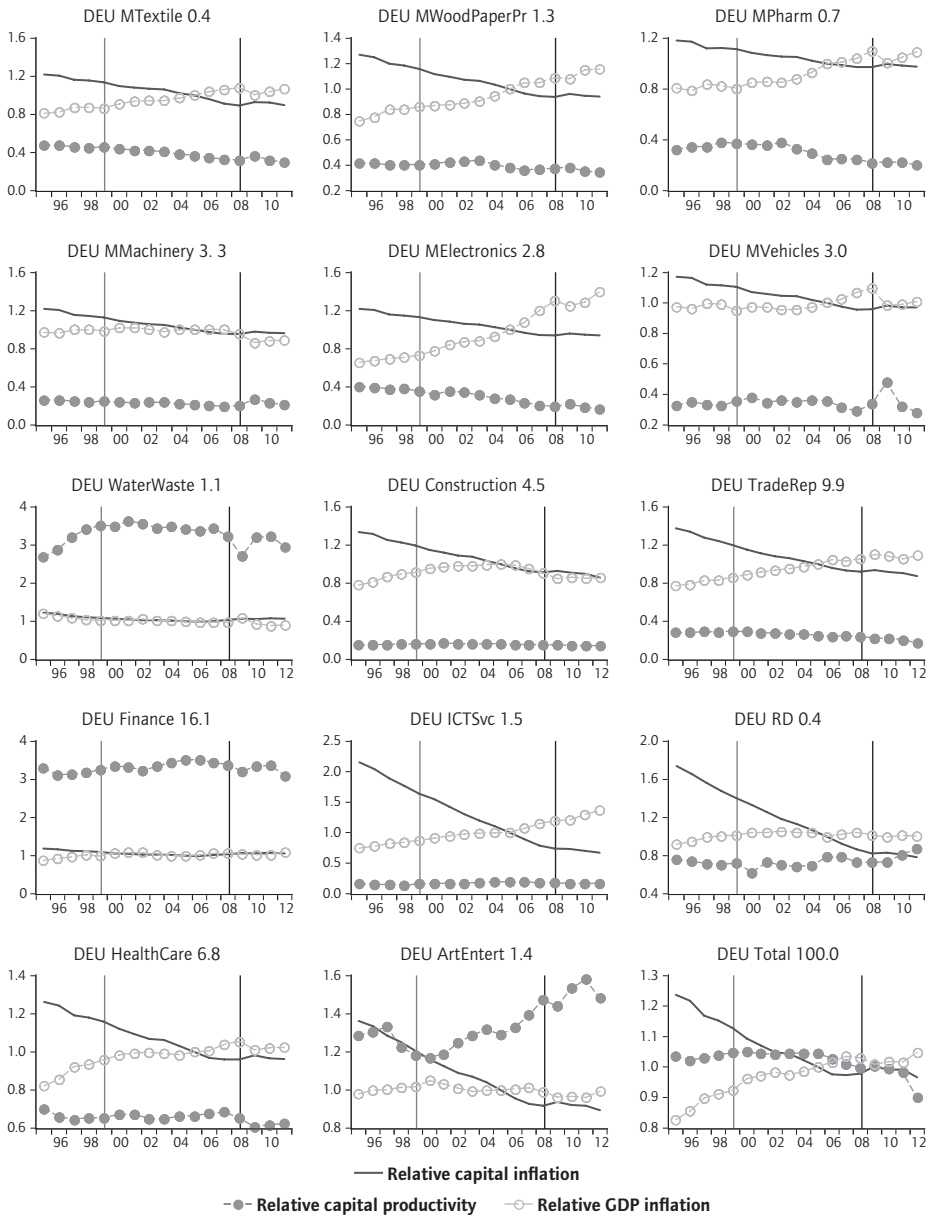 DEU MTextile 0.4
1.6
1.2
0.8
0.4
0.0
96 98 00 02 04 06 08 10
DEU MWoodPaperPr 1.3
1.4
1.2
1.0
0.8
0.6
0.4
0.2
96 98 00 02 04 06 08 10
DEU MPharm 0.7
1.2
0.8
0.4
0.0
96 98 00 02 04 06 08 10
DEU MMachinery 3. 3
1.6
1.2
0.8
0.4
0.0
96 98 00 02 04 06 08 10
DEU MElectronics 2.8
1.6
1.2
0.8
0.4
0.0
96 98 00 02 04 06 08 10
DEU MVehicles 3.0
1.2
1.0
0.8
0.6
0.4
0.2
96 98 00 02 04 06 08 10
DEU WaterWaste 1.1
4
3
2
1
0
96 98 00 02 04 06 08 10 12
DEU Construction 4.5
1.6
1.2
0.8
0.4
0.0
96 98 00 02 04 06 08 10 12
DEU TradeRep 9.9
1.6
1.2
0.8
0.4
0.0
96 98 00 02 04 06 08 10 12
DEU Finance 16.1
4
3
2
1
0
96 98 00 02 04 06 08 10 12
DEU ICTSvc 1.5
2.5
2.0
1.5
1.0
0.5
0.0
96 98 00 02 04 06 08 10
DEU RD 0.4
2.0
1.6
1.2
0.8
0.4
96 98 00 02 04 06 08 10
DEU HealthCare 6.8
1.4
1.2
1.0
0.8
0.6
96 98 00 02 04 06 08 10
DEU ArtEntert 1.4
1.6
1.4
1.2
1.0
0.8
96 98 00 02 04 06 08 10 12
DEU Total 100.0
1.3
1.2
1.1
1.0
0.9
0.8
96 98 00 02 04 06 08 10 12
Relative capital inflation
Relative capital productivity
Relative GDP inflation